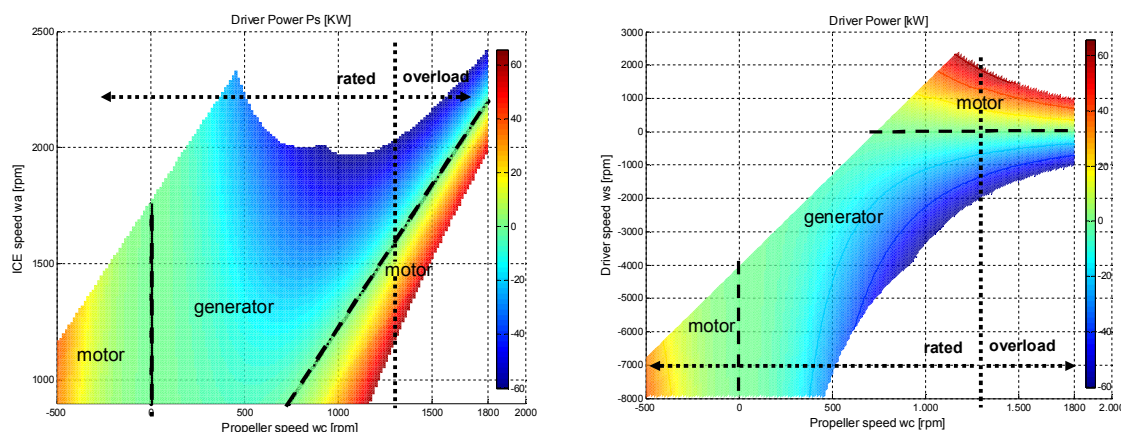 Driver Power Ps [KW]
2500
2000
1500
1000
ICE speed wa [rpm]
rated
overload
motor
generator
motor
-500
0
500
1000
1500
1800
2.000
Propeller speed wc [rpm]
60
40
20
0
-20
-40
-60
Driver Power [kW]
3000
2000
1000
0
-1000
-2000
-3000
-4000
-5000
-6000
-7000
-8000
Driver speed ws [rpm]
motor
generator
motor
rated
overload
-500
0
500
1.000
1.500
1800
2.000
Propeller speed wc [rpm]
60
40
20
0
-20
-40
-60